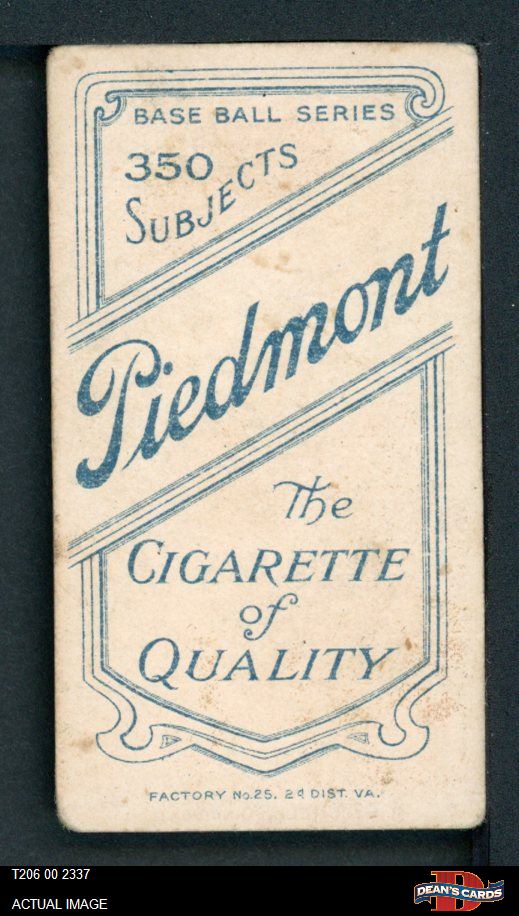 BASE BALL SERIES
350
SUBJECTS
Piedmont
The
CIGARETTE
of
QUALITY
FACTORY No. 25. 2d DIST. VA.
T206 00 2337
ACTUAL IMAGE
D
DEAN'S CARDS